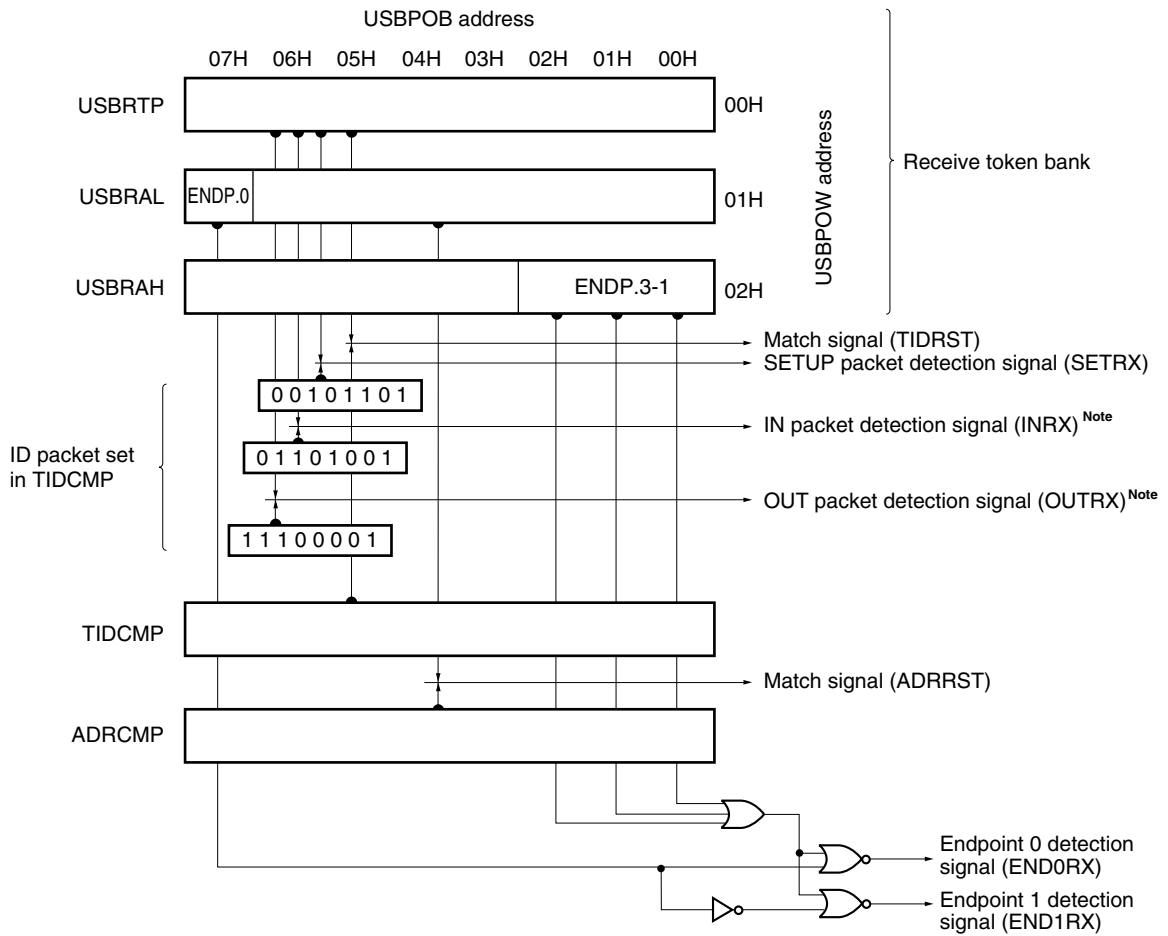 USBPOB address
07H 06H 05H 04H 03H 02H 01H 00H
USBRTP
00H
USBRAL
ENDP.0
01H
USBRAH
ENDP.3-1
02H
USBPOW address
Receive token bank
Match signal (TIDRST)
SETUP packet detection signal (SETRX)
0 0 1 0 1 1 0 1
IN packet detection signal (INRX) Note
ID packet set
in TIDCMP
0 1 1 0 1 0 0 1
OUT packet detection signal (OUTRX) Note
1 1 1 0 0 0 0 1
TIDCMP
Match signal (ADRRST)
ADRCMP
Endpoint 0 detection
signal (END0RX)
Endpoint 1 detection
signal (END1RX)